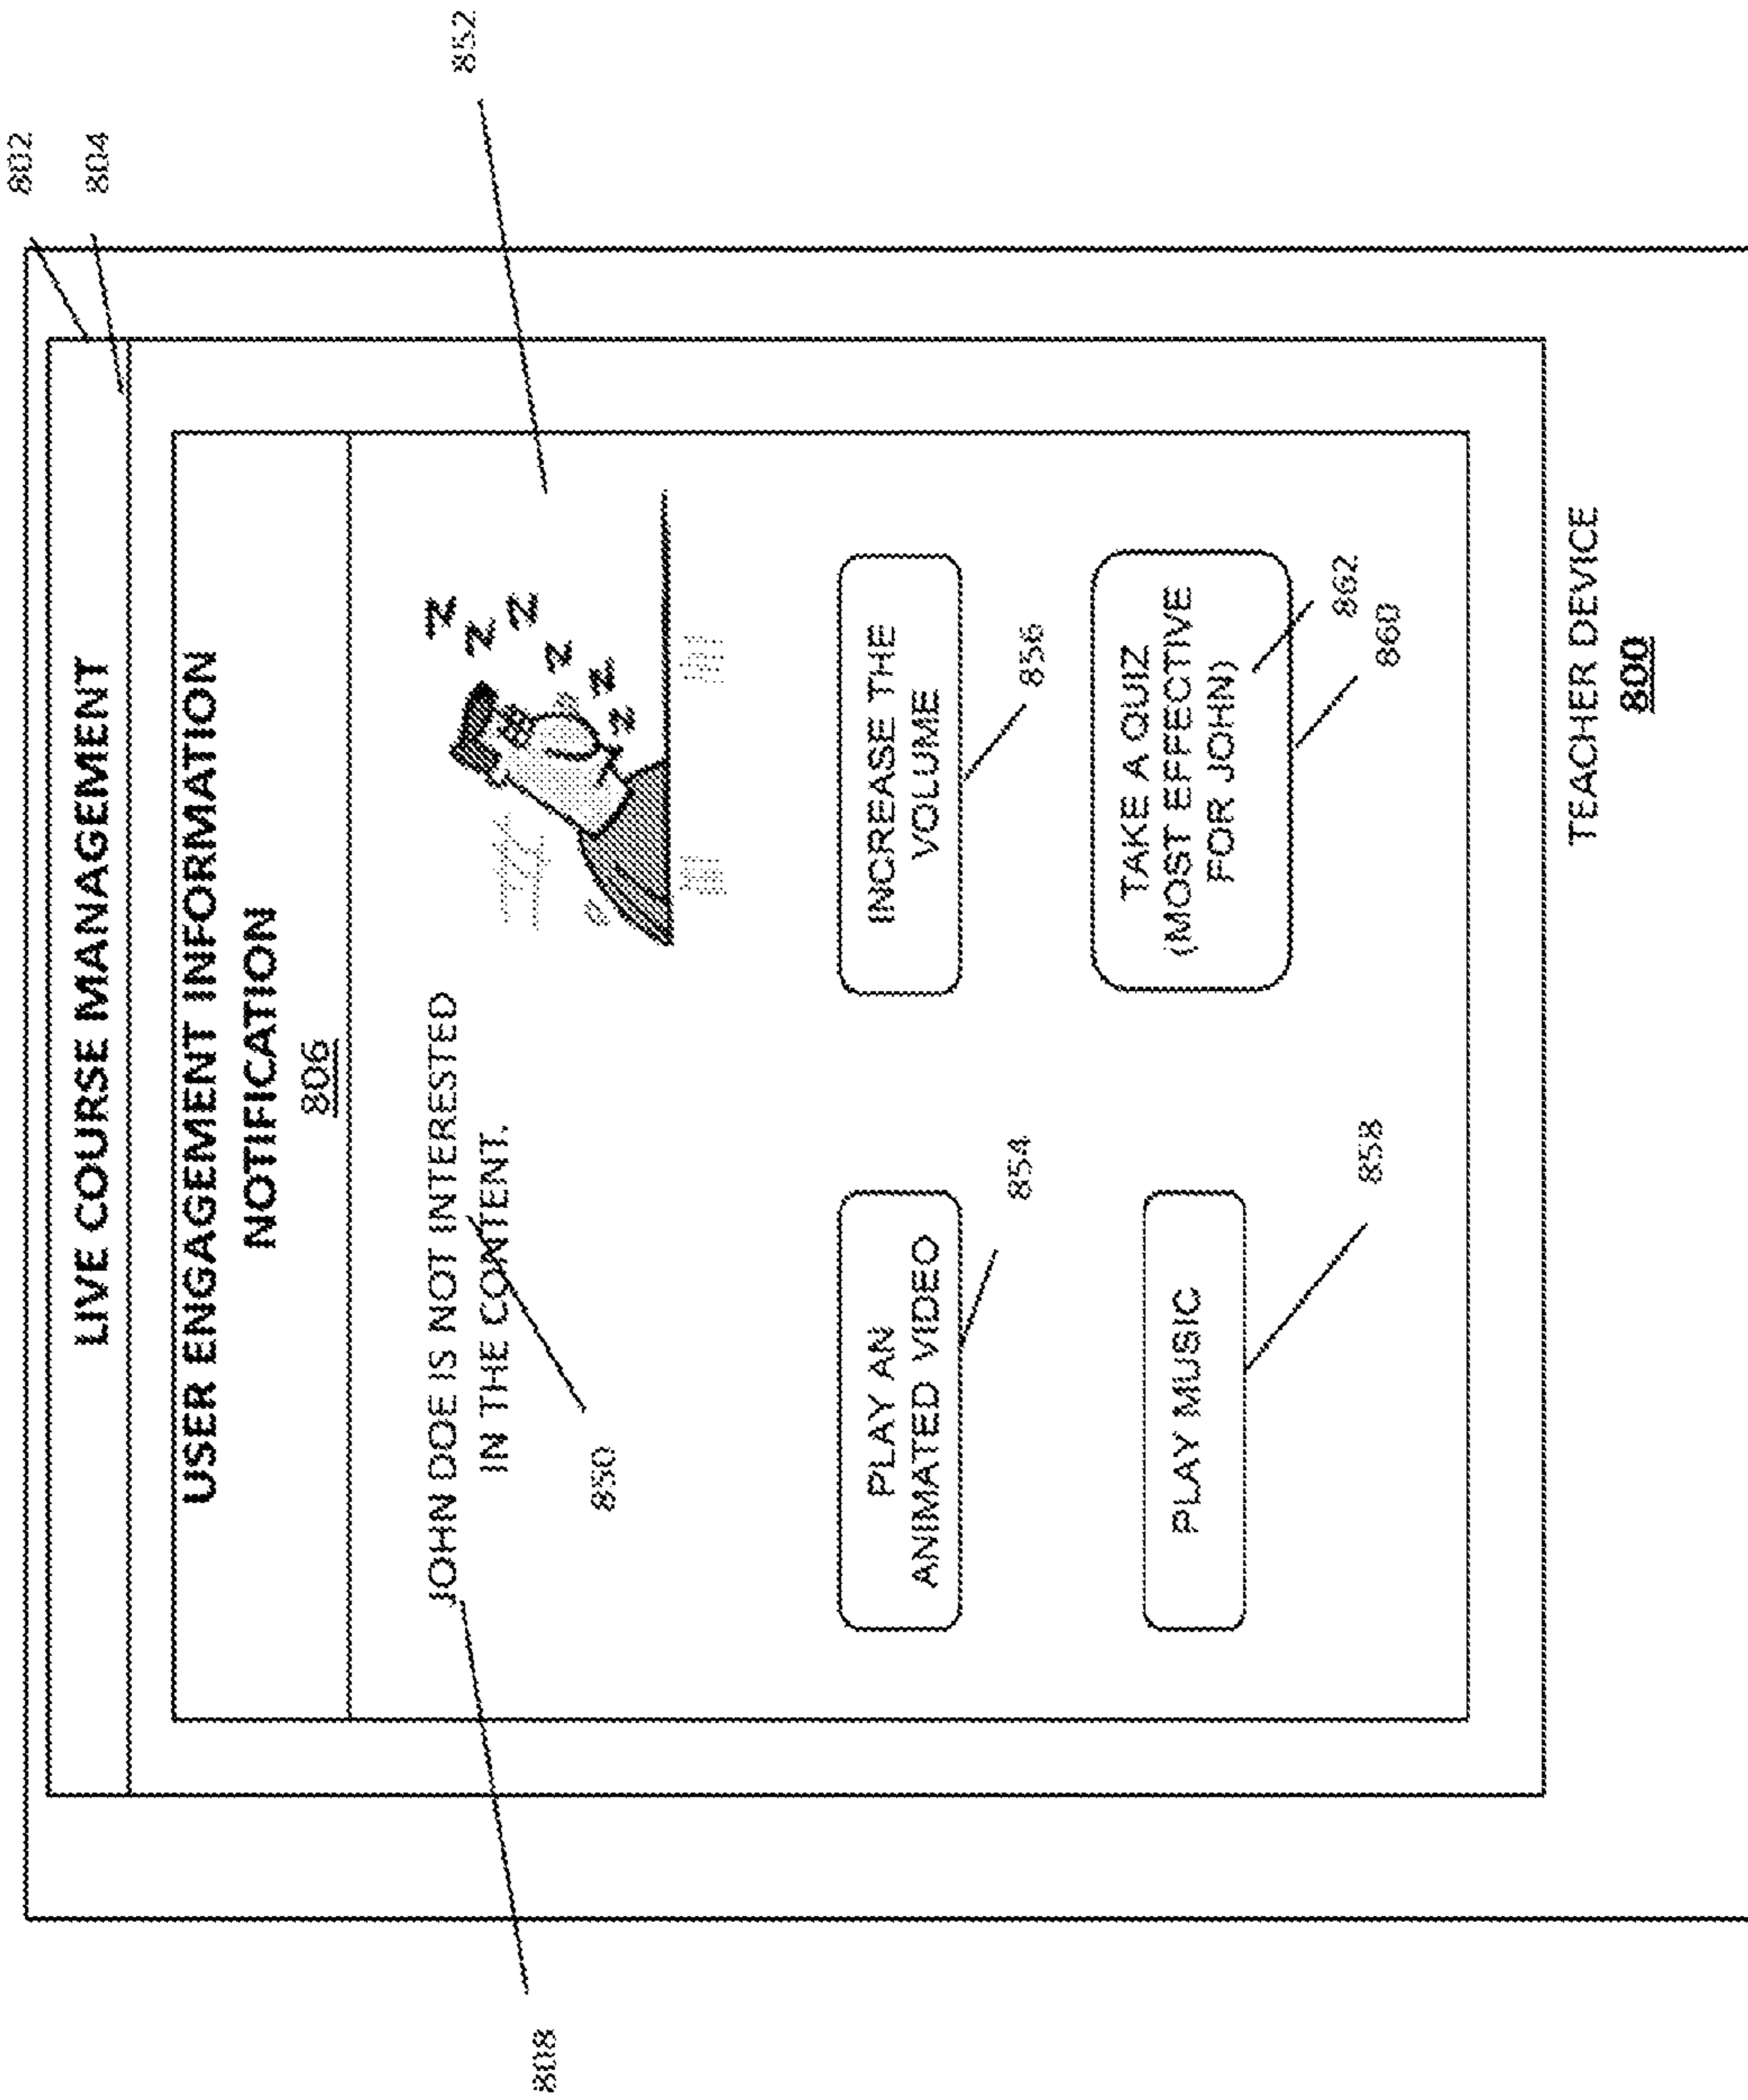 802
804
LIVE COURSE MANAGEMENT
USER ENGAGEMENT INFORMATION
NOTIFICATION
806
808
JOHN DOE IS NOT INTERESTED
IN THE CONTENT.
850
852
Z Z Z Z Z Z
PLAY AN
ANIMATED VIDEO
854
INCREASE THE
VOLUME
856
PLAY MUSIC
858
TAKE A QUIZ
(MOST EFFECTIVE
FOR JOHN)
862
860
TEACHER DEVICE
800